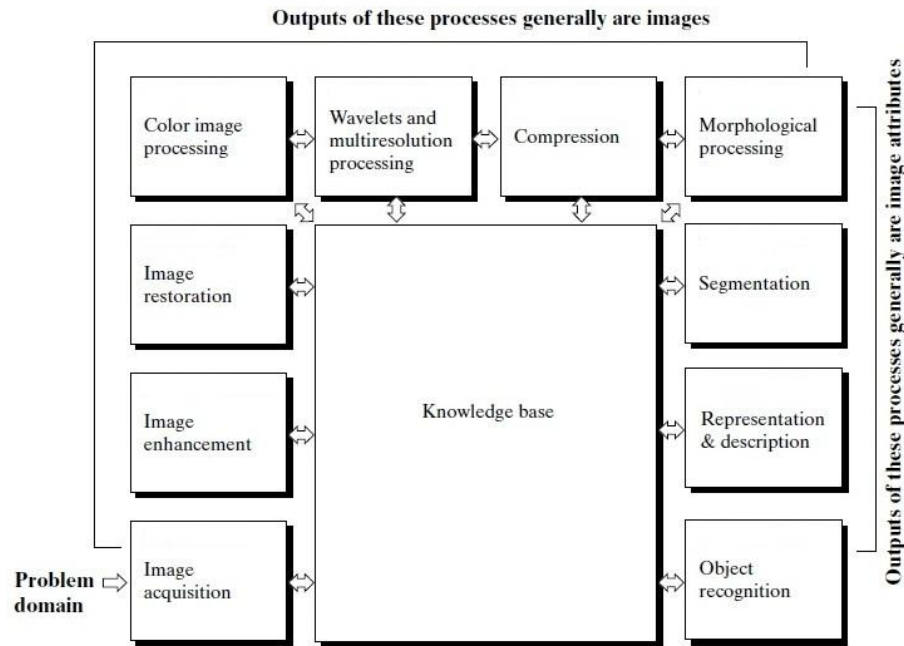 Outputs of these processes generally are images
Color image
processing
Wavelets and
multiresolution
processing
Compression
Morphological
processing
Outputs of these processes generally are image attributes
Image
restoration
Segmentation
Knowledge base
Image
enhancement
Representation
& description
Problem
domain
Image
acquisition
Object
recognition